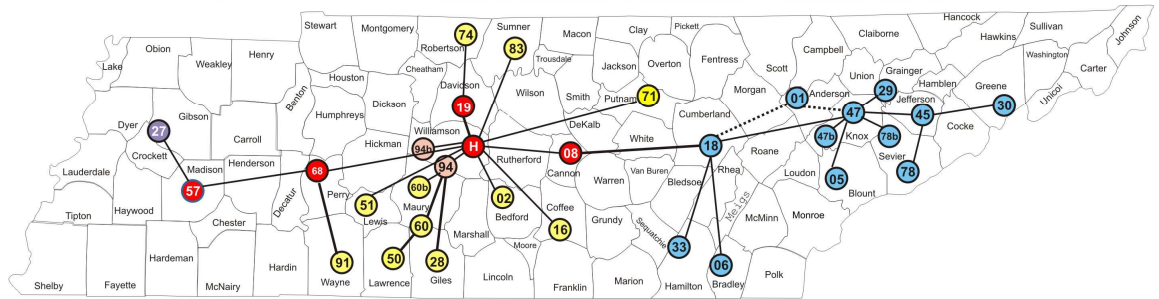 Stewart
Montgomery
Robertson
74
Sumner
83
Macon
Clay
Pickett
Fentress
Scott
Campbell
Claiborne
Hancock
Hawkins
Sullivan
Johnson
Washington
Carter
Unicoi
Greene
30
Lake
Obion
Weakley
Henry
Benton
Houston
Humphreys
Dickson
Cheatham
Davidson
19
Trousdale
Wilson
Smith
Jackson
Overton
Putnam
71
Morgan
Anderson
01
Union
29
Grainger
Hamblen
Jefferson
45
47
47b
Knox
78b
Cocke
Sevier
78
Dyer
27
Gibson
Crockett
Carroll
Madison
57
Henderson
68
Decatur
Perry
Hickman
Williamson
94b
94
H
Rutherford
DeKalb
Cannon
08
White
Cumberland
18
Roane
Loudon
05
Blount
Lauderdale
Haywood
Tipton
Chester
Lewis
51
Maury
60b
60
02
Bedford
Coffee
16
Warren
Van Buren
Bledsoe
Rhea
Meigs
McMinn
Monroe
Shelby
Fayette
Hardeman
McNairy
Hardin
Wayne
91
Lawrence
50
Giles
28
Marshall
Moore
Lincoln
Franklin
Grundy
Marion
Sequatchie
33
Hamilton
06
Bradley
Polk